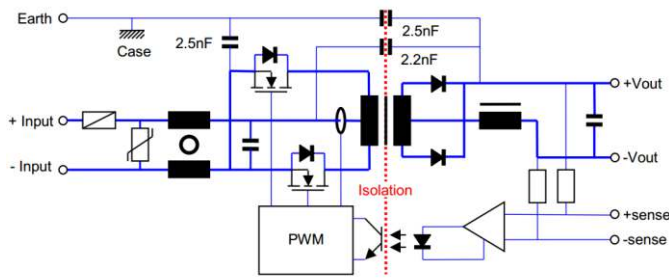 Earth
Case
2.5nF
2.5nF
2.2nF
+Vout
+ Input
- Input
-Vout
Isolation
PWM
+sense
-sense